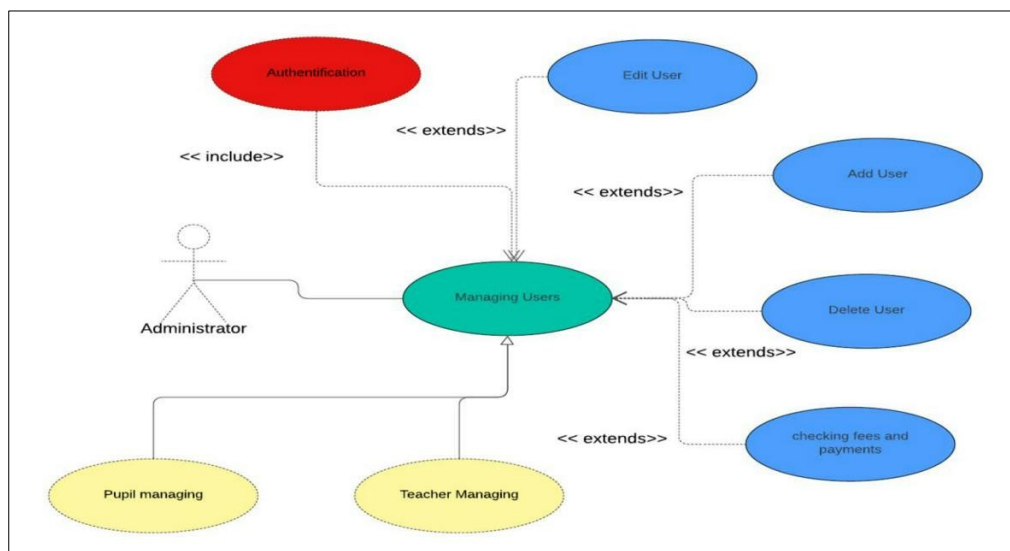 Authentification
Edit User
<< extends>>
<< include>>
Add User
<< extends>>
Managing Users
Administrator
Delete User
<< extends>>
<< extends>>
checking fees and
payments
Pupil managing
Teacher Managing